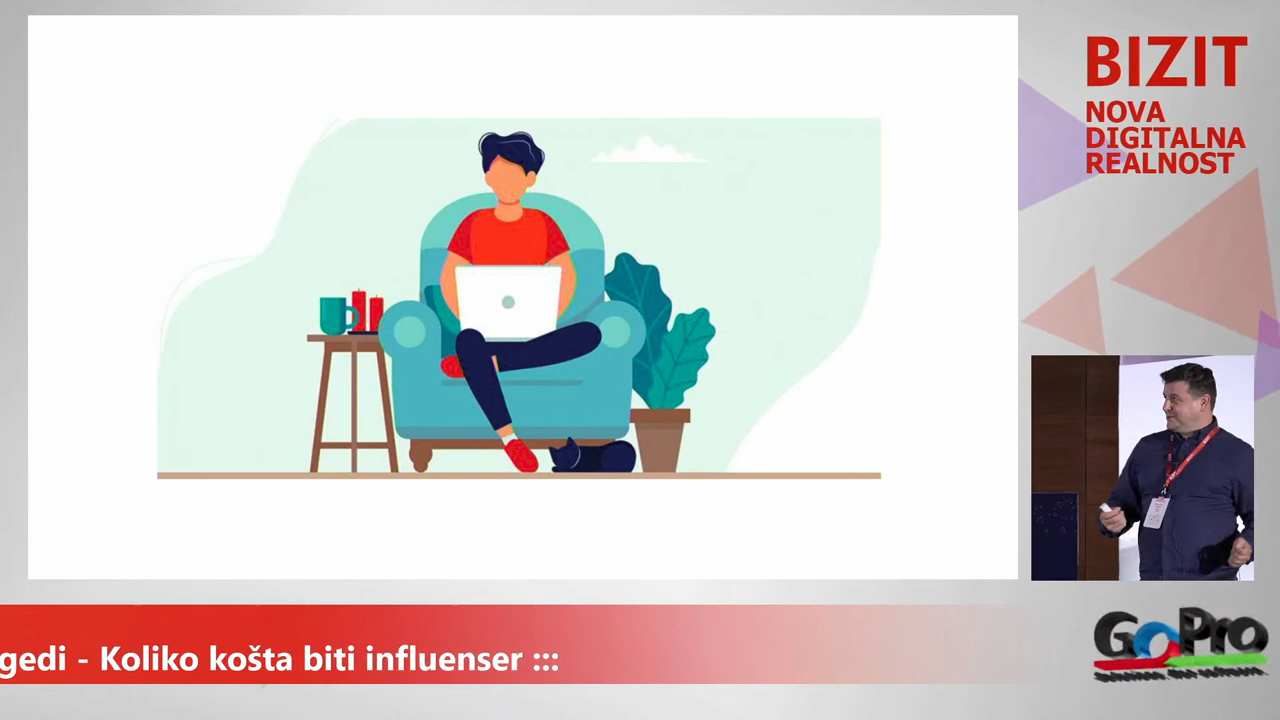 BIZIT
NOVA
DIGITALNA
REALNOST
gedi - Koliko košta biti influenser :::
GoPro